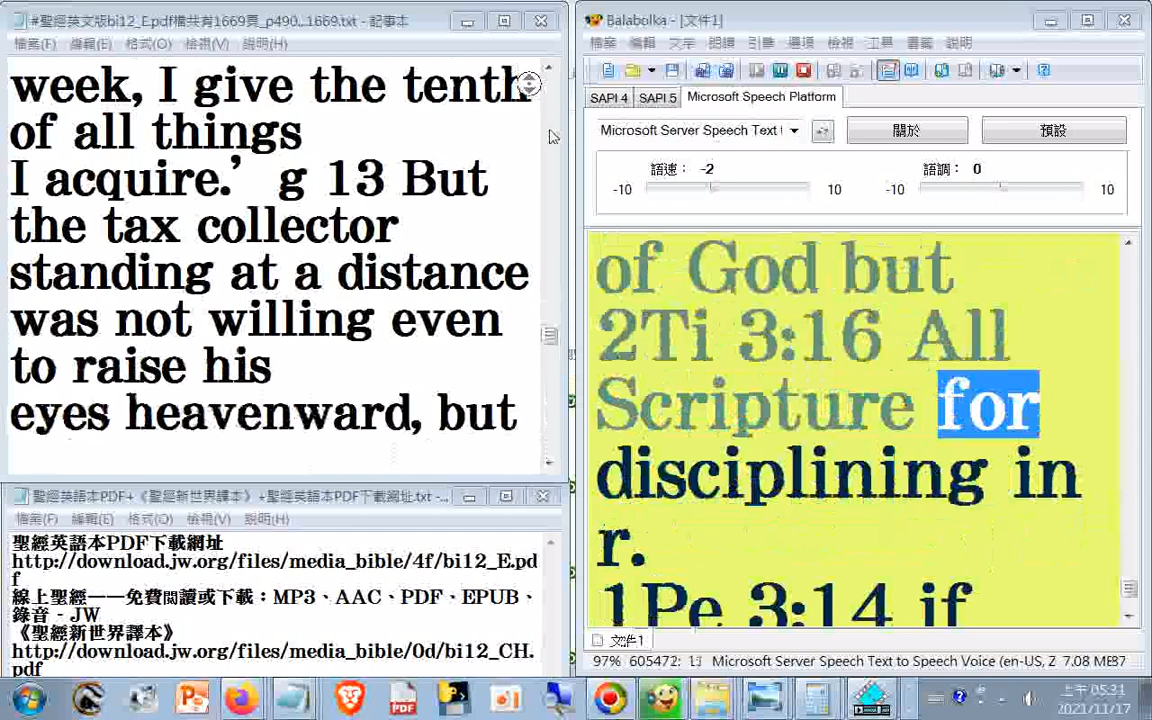 #聖經英文版bi12_E.pdf檔共有1669頁_p490...1669.txt - 記事本
檔案(F) 編輯(E) 格式(O) 檢視(V) 說明(H)
week, I give the tenth
of all things
I acquire.’ g 13 But
the tax collector
standing at a distance
was not willing even
to raise his
eyes heavenward, but
聖經英語本PDF+《聖經新世界譯本》+聖經英語本PDF下載網址.txt -...
檔案(F) 編輯(E) 格式(O) 檢視(V) 說明(H)
聖經英語本PDF下載網址
http://download.jw.org/files/media_bible/4f/bi12_E.pd
f
線上聖經——免費閱讀或下載：MP3、AAC、PDF、EPUB、
錄音 - JW
《聖經新世界譯本》
http://download.jw.org/files/media_bible/0d/bi12_CH.
pdf
Balabolka - [文件1]
檔案 編輯 文字 朗讀 引擎 選項 檢視 工具 書籤 說明
SAPI 4 SAPI 5 Microsoft Speech Platform
Microsoft Server Speech Text 關於 預設
語速： -2 語調： 0
-10 10 -10 10
of God but
2Ti 3:16 All
Scripture for
disciplining in
r.
1Pe 3:14 if
文件1
97% 605472: Microsoft Server Speech Text to Speech Voice (en-US, Z 7.08 MB
上午 05:31
2021/11/17